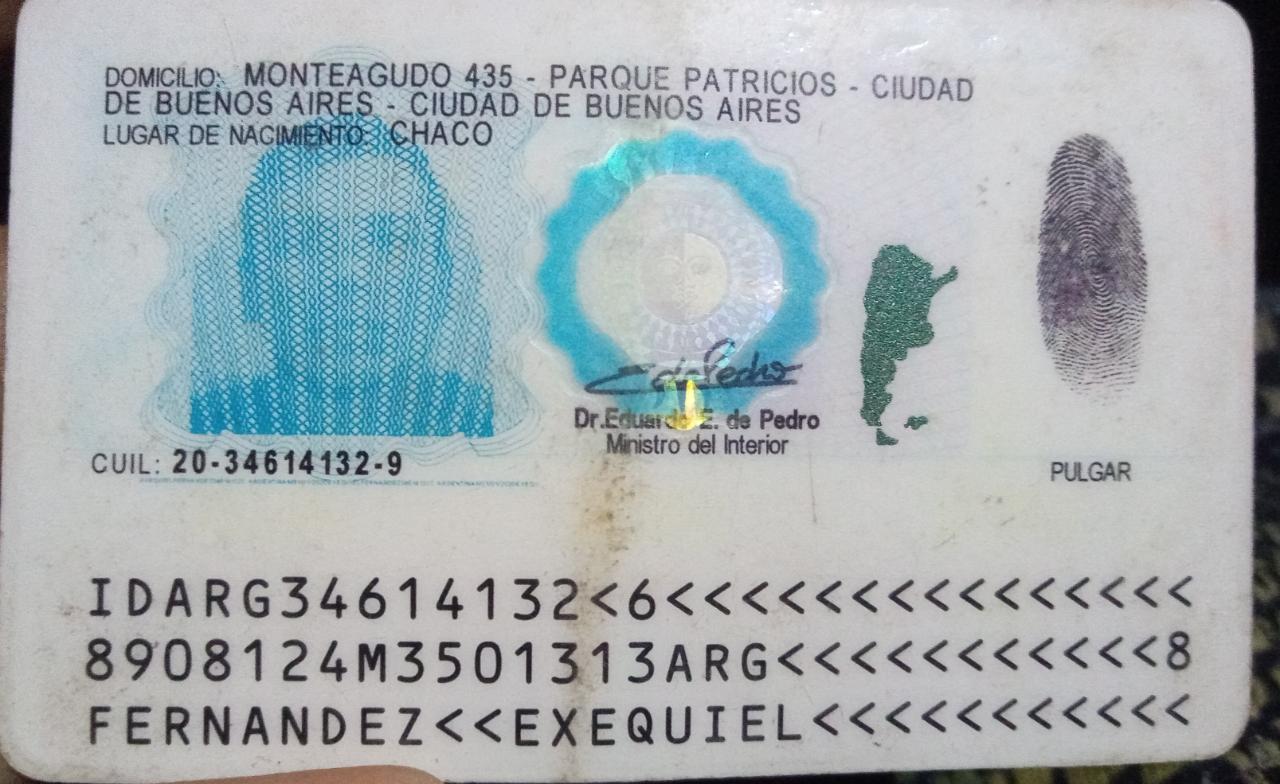 DOMICILIO: MONTEAGUDO 435 - PARQUE PATRICIOS - CIUDAD
DE BUENOS AIRES - CIUDAD DE BUENOS AIRES
LUGAR DE NACIMIENTO: CHACO
Dr.Eduardo E. de Pedro
Ministro del Interior
CUIL: 20-34614132-9
PULGAR
IDARG34614132<6<<<<<<<<<<<<<<<
8908124M3501313ARG<<<<<<<<<<<8
FERNANDEZ<<EXEQUIEL<<<<<<<<<<<